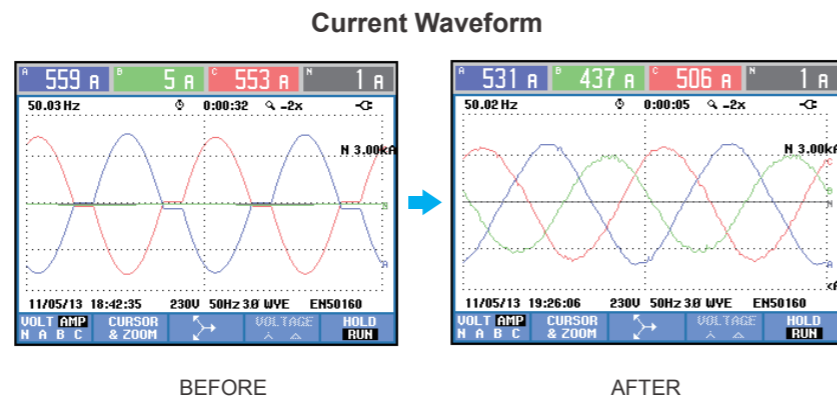 Current Waveform
A 559 A B 5 A C 553 A N 1 A
50.03 Hz 0:00:32 -2x
N 3.00kA
A
11/05/13 18:42:35 230V 50Hz 3Ø WYE EN50160
VOLT AMP CURSOR VOLTAGE HOLD
N A B C & ZOOM RUN
BEFORE
A 531 A B 437 A C 506 A N 1 A
50.02 Hz 0:00:05 -2x
N 3.00kA
C
B
N
A
11/05/13 19:26:06 230V 50Hz 3Ø WYE EN50160
VOLT AMP CURSOR VOLTAGE HOLD
N A B C & ZOOM RUN
AFTER